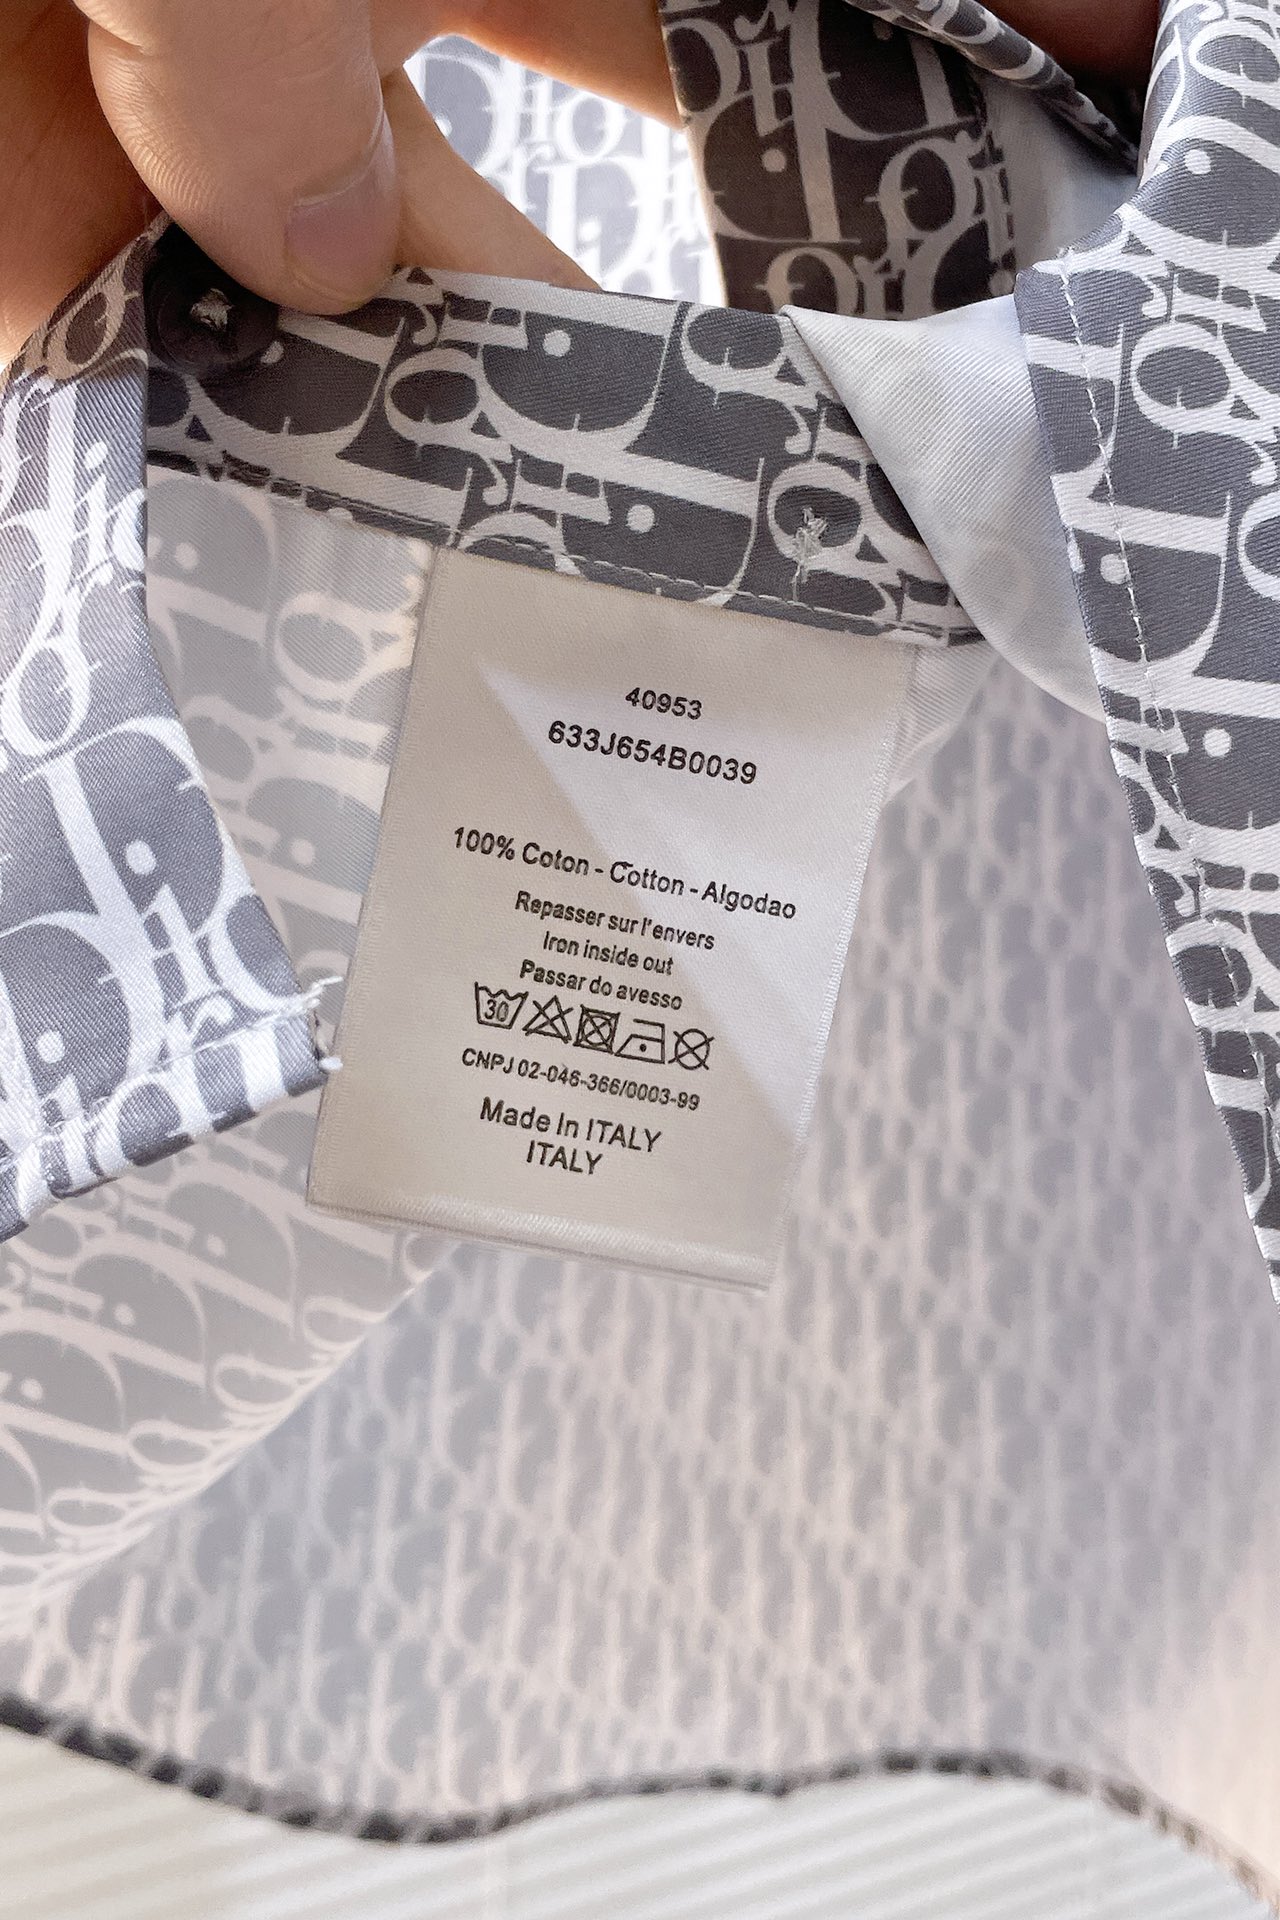 40953
633J654B0039
100% Coton - Cotton - Algodao
Repasser sur l'envers
Iron inside out
Passar do avesso
30
CNPJ 02-046-366/0003-99
Made In ITALY
ITALY
Dior